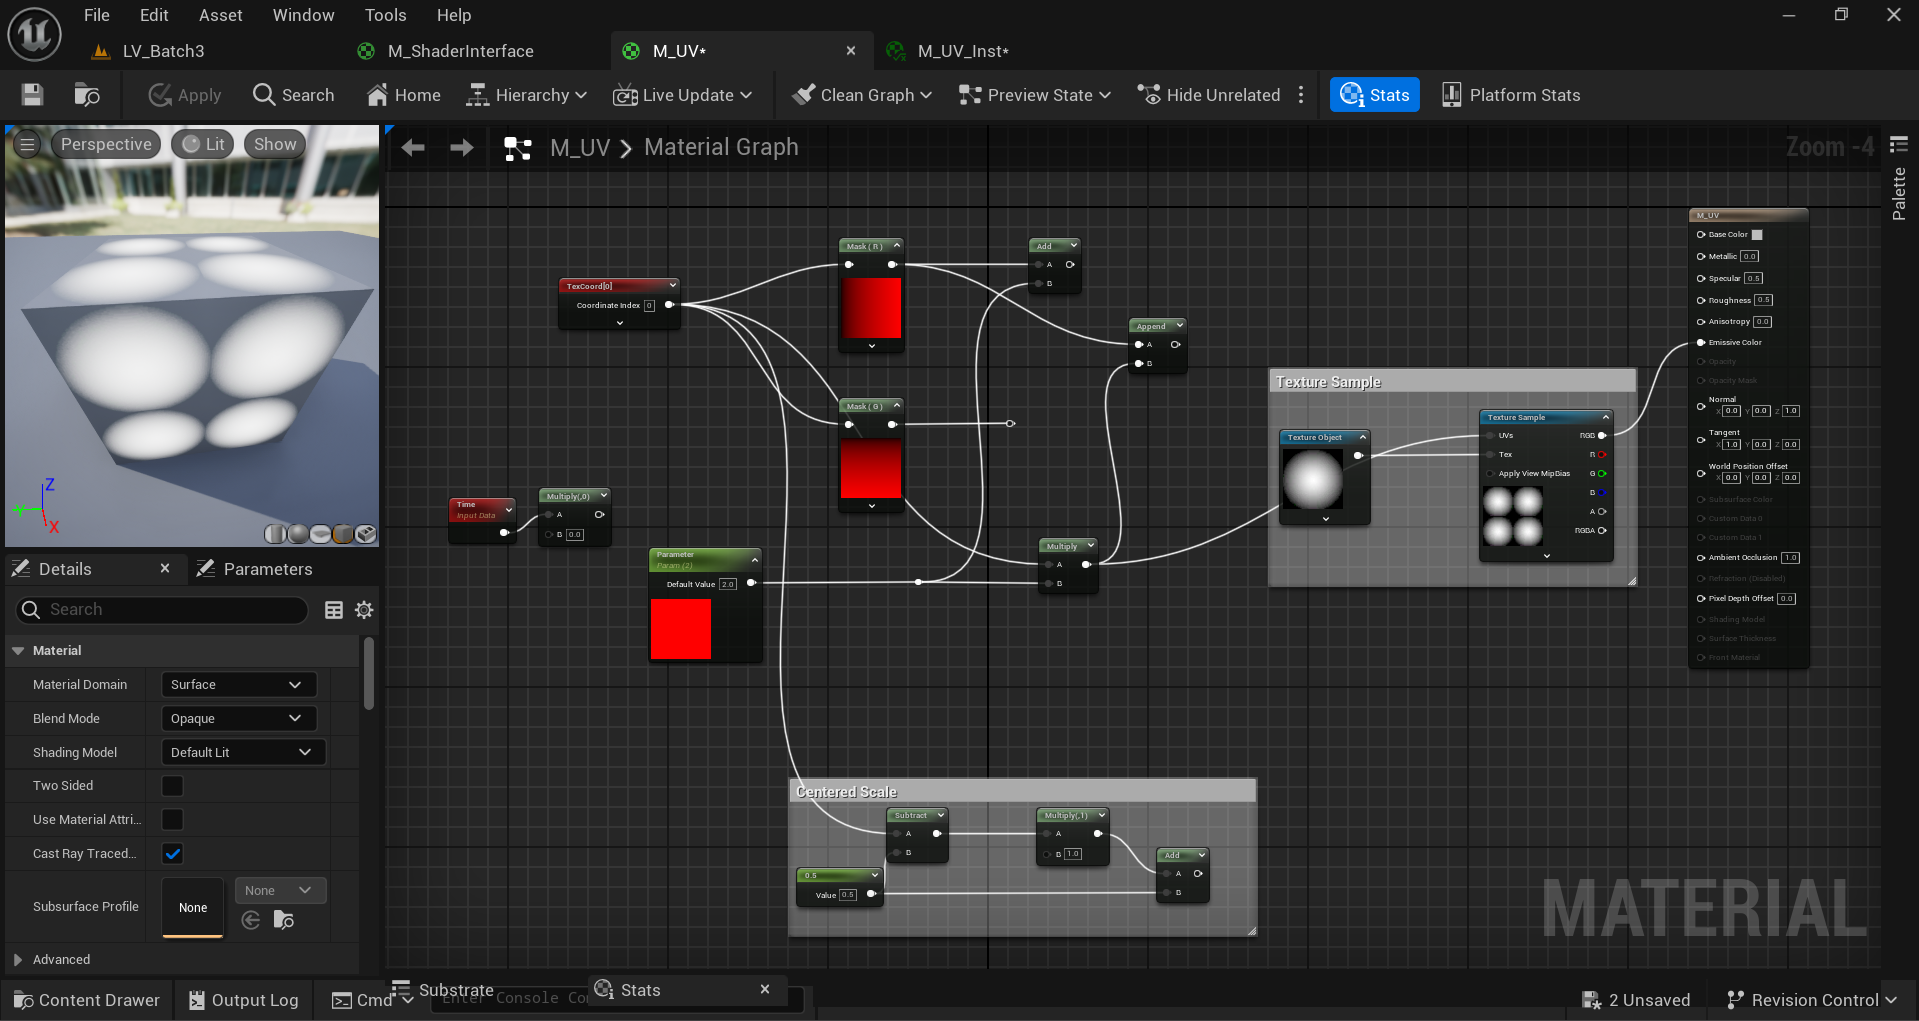 File Edit Asset Window Tools Help
LV_Batch3 M_ShaderInterface M_UV* M_UV_Inst*
Apply Search Home Hierarchy Live Update Clean Graph Preview State Hide Unrelated Stats Platform Stats
Perspective Lit Show
M_UV > Material Graph
Zoom -4
Palette
Z
Y
X
TexCoord[0]
Coordinate Index 0
Mask ( R )
Add
A
B
Append
A
B
Mask ( G )
Time
Input Data
Multiply(,0)
A
B 0.0
Parameter
Param (2)
Default Value 2.0
Multiply
A
B
Texture Sample
Texture Object
Texture Sample
UVs RGB
Tex R
Apply View MipBias G
B
A
RGBA
M_UV
Base Color
Metallic 0.0
Specular 0.5
Roughness 0.5
Anisotropy 0.0
Emissive Color
Opacity
Opacity Mask
Normal
X 0.0 Y 0.0 Z 1.0
Tangent
X 1.0 Y 0.0 Z 0.0
World Position Offset
X 0.0 Y 0.0 Z 0.0
Subsurface Color
Custom Data 0
Custom Data 1
Ambient Occlusion 1.0
Refraction (Disabled)
Pixel Depth Offset 0.0
Shading Model
Surface Thickness
Front Material
Centered Scale
Subtract
A
B
Multiply(,1)
A
B 1.0
0.5
Value 0.5
Add
A
B
MATERIAL
Details Parameters
Search
Material
Material Domain Surface
Blend Mode Opaque
Shading Model Default Lit
Two Sided
Use Material Attri...
Cast Ray Traced...
Subsurface Profile None None
Advanced
Substrate Stats
Content Drawer Output Log Cmd Enter Console Co 2 Unsaved Revision Control